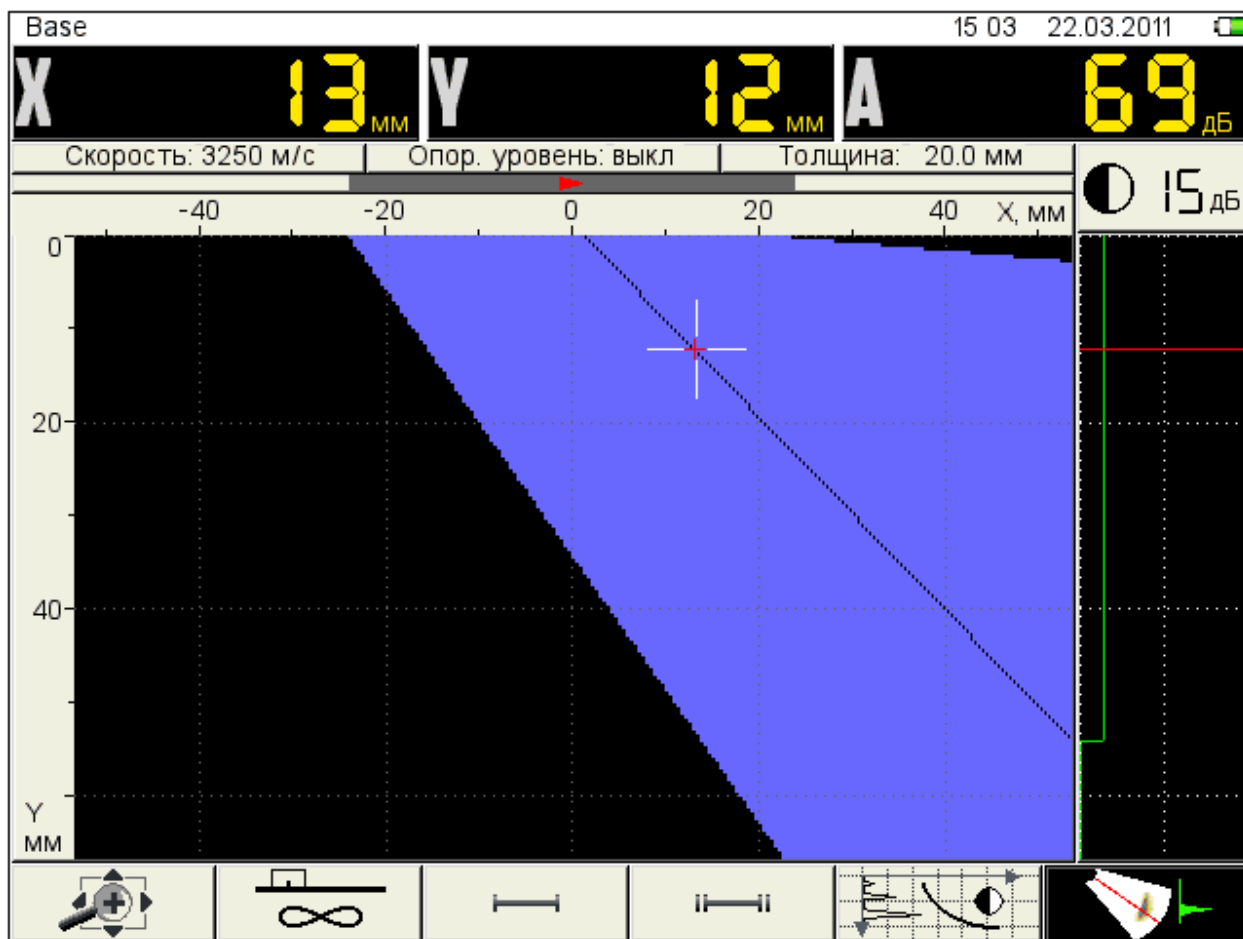 Base 15 03 22.03.2011
X 13 мм Y 12 мм A 69 дБ
Скорость: 3250 м/с Опор. уровень: выкл Толщина: 20.0 мм
15 дБ
-40 -20 0 20 40 X, мм
0
20
40
Y
мм